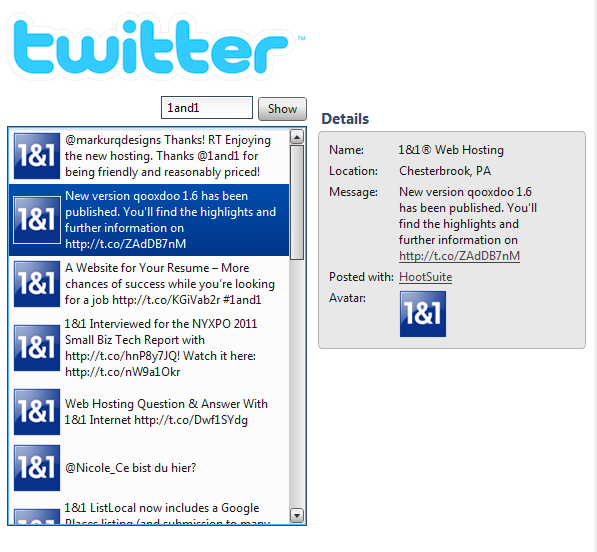 twitter™
1and1 Show
@markurqdesigns Thanks! RT Enjoying
the new hosting. Thanks @1and1 for
being friendly and reasonably priced!
New version qooxdoo 1.6 has been
published. You'll find the highlights and
further information on
http://t.co/ZAdDB7nM
A Website for Your Resume – More
chances of success while you're looking
for a job http://t.co/KGiVab2r #1and1
1&1 Interviewed for the NYXPO 2011
Small Biz Tech Report with
http://t.co/hnP8y7JQ! Watch it here:
http://t.co/nW9a1Okr
Web Hosting Question & Answer With
1&1 Internet http://t.co/Dwf1SYdg
@Nicole_Ce bist du hier?
1&1 ListLocal now includes a Google
Places listing (and submission to many
1&1
1&1
1&1
1&1
1&1
1&1
1&1
Details
Name: 1&1® Web Hosting
Location: Chesterbrook, PA
Message: New version qooxdoo 1.6
has been published. You'll
find the highlights and
further information on
http://t.co/ZAdDB7nM
Posted with: HootSuite
Avatar: 1&1